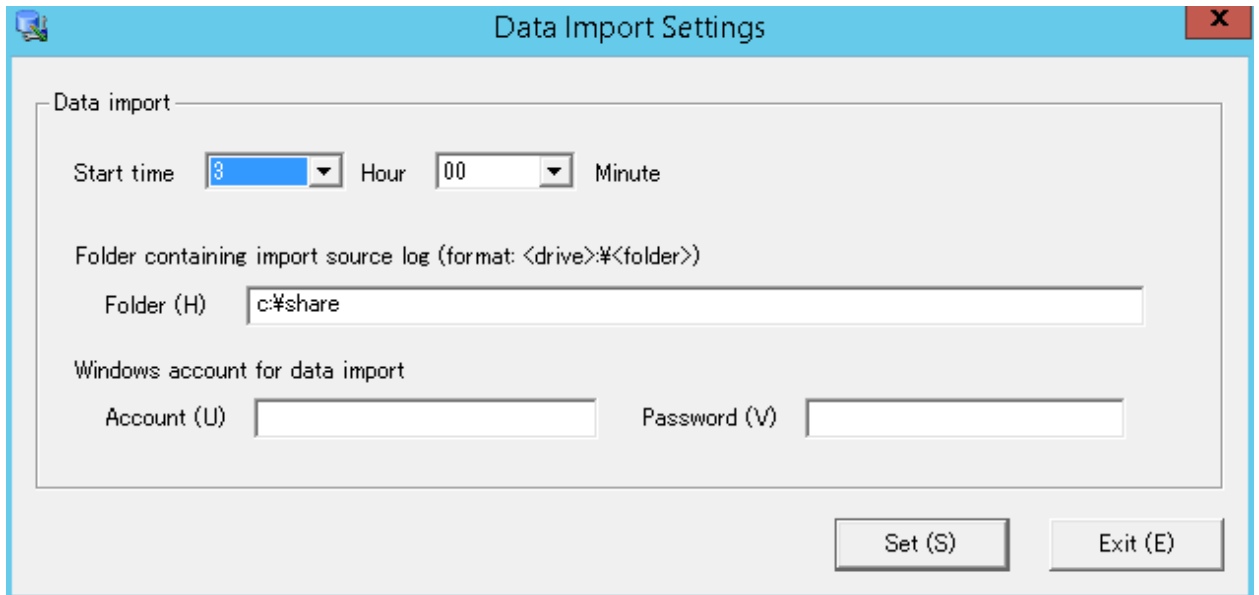 Data Import Settings
x
Data import
Start time 3 Hour 00 Minute
Folder containing import source log (format: <drive>:¥<folder>)
Folder (H) c:¥share
Windows account for data import
Account (U) Password (V)
Set (S) Exit (E)